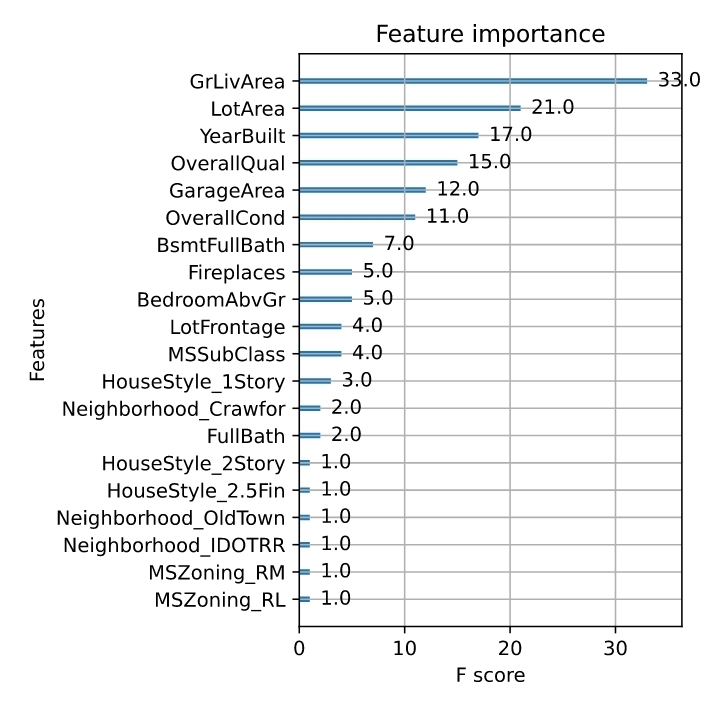 Feature importance
GrLivArea 33.0
LotArea 21.0
YearBuilt 17.0
OverallQual 15.0
GarageArea 12.0
OverallCond 11.0
BsmtFullBath 7.0
Fireplaces 5.0
BedroomAbvGr 5.0
LotFrontage 4.0
MSSubClass 4.0
HouseStyle_1Story 3.0
Neighborhood_Crawfor 2.0
FullBath 2.0
HouseStyle_2Story 1.0
HouseStyle_2.5Fin 1.0
Neighborhood_OldTown 1.0
Neighborhood_IDOTRR 1.0
MSZoning_RM 1.0
MSZoning_RL 1.0
Features
0 10 20 30
F score